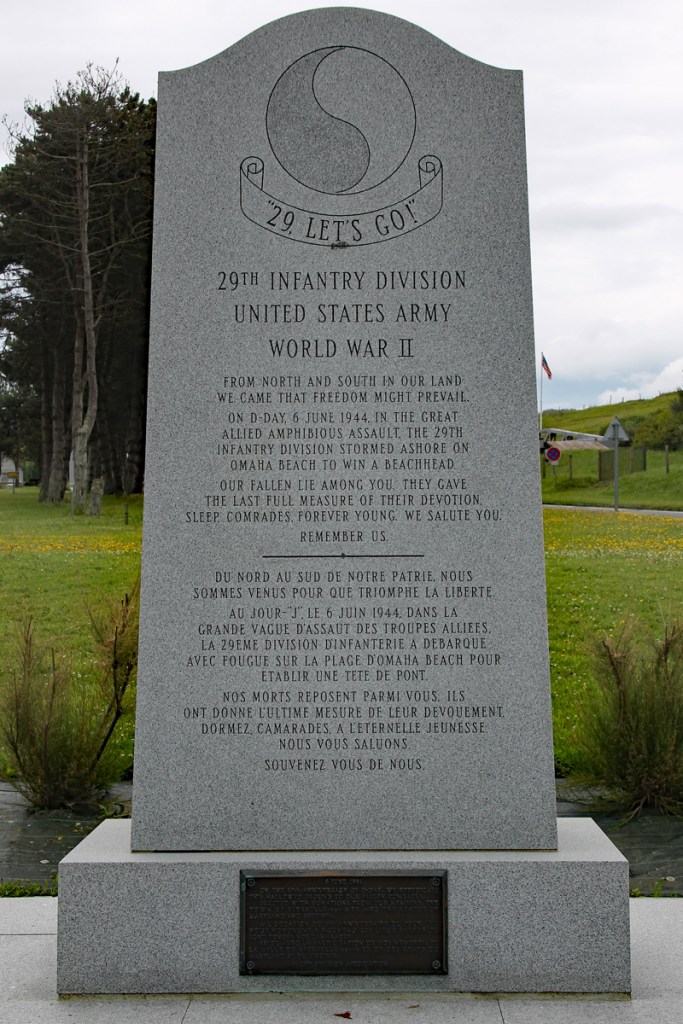 "29, LET'S GO!"
29TH INFANTRY DIVISION
UNITED STATES ARMY
WORLD WAR II
FROM NORTH AND SOUTH IN OUR LAND
WE CAME THAT FREEDOM MIGHT PREVAIL.
ON D-DAY, 6 JUNE 1944, IN THE GREAT
ALLIED AMPHIBIOUS ASSAULT, THE 29TH
INFANTRY DIVISION STORMED ASHORE ON
OMAHA BEACH TO WIN A BEACHHEAD.
OUR FALLEN LIE AMONG YOU. THEY GAVE
THE LAST FULL MEASURE OF THEIR DEVOTION.
SLEEP, COMRADES, FOREVER YOUNG. WE SALUTE YOU.
REMEMBER US.
DU NORD AU SUD DE NOTRE PATRIE, NOUS
SOMMES VENUS POUR QUE TRIOMPHE LA LIBERTE.
AU JOUR-"J", LE 6 JUIN 1944, DANS LA
GRANDE VAGUE D'ASSAUT DES TROUPES ALLIEES,
LA 29EME DIVISION D'INFANTERIE A DEBARQUE
AVEC FOUGUE SUR LA PLAGE D'OMAHA BEACH POUR
ETABLIR UNE TETE DE PONT.
NOS MORTS REPOSENT PARMI VOUS. ILS
ONT DONNE L'ULTIME MESURE DE LEUR DEVOUEMENT.
DORMEZ, CAMARADES, A L'ETERNELLE JEUNESSE.
NOUS VOUS SALUONS.
SOUVENEZ VOUS DE NOUS.